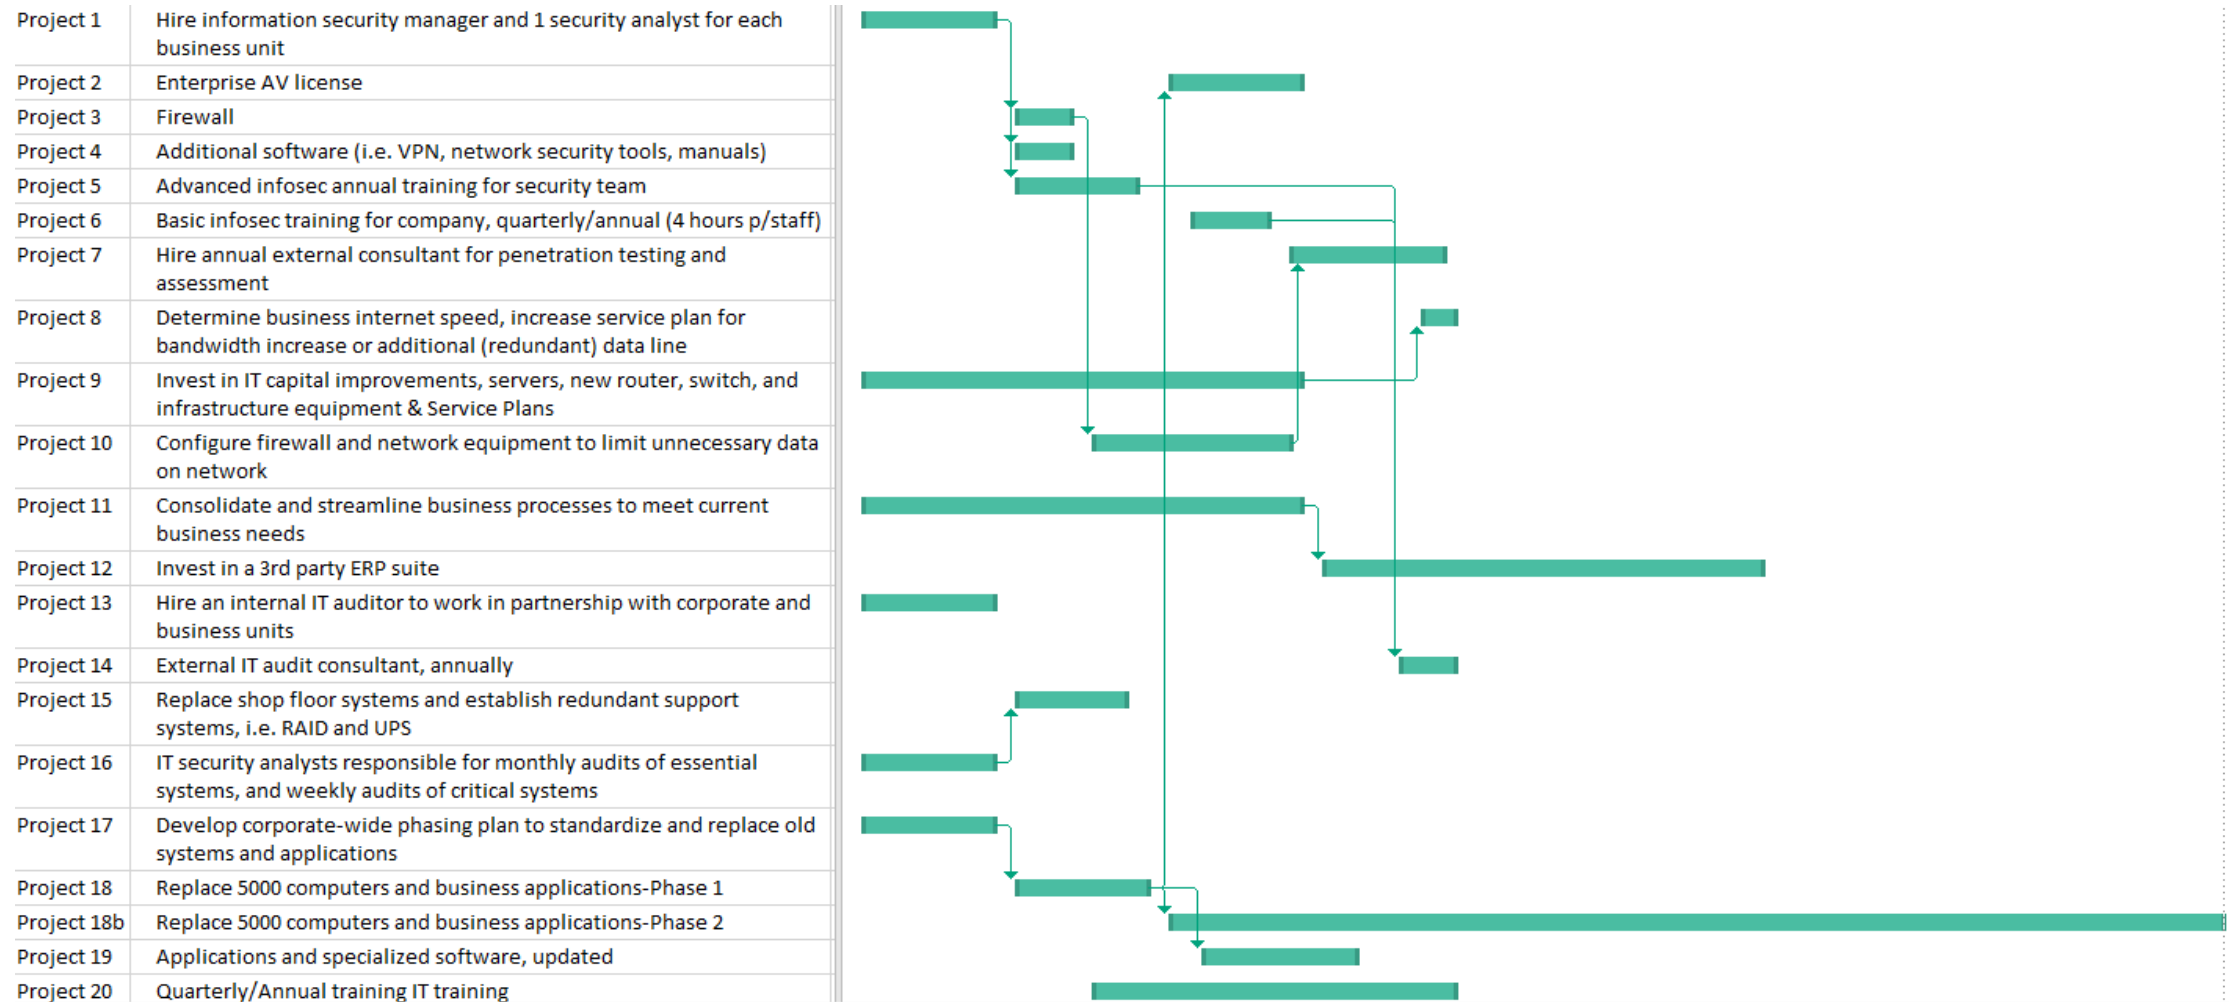 Project 1 Hire information security manager and 1 security analyst for each
business unit
Project 2 Enterprise AV license
Project 3 Firewall
Project 4 Additional software (i.e. VPN, network security tools, manuals)
Project 5 Advanced infosec annual training for security team
Project 6 Basic infosec training for company, quarterly/annual (4 hours p/staff)
Project 7 Hire annual external consultant for penetration testing and
assessment
Project 8 Determine business internet speed, increase service plan for
bandwidth increase or additional (redundant) data line
Project 9 Invest in IT capital improvements, servers, new router, switch, and
infrastructure equipment & Service Plans
Project 10 Configure firewall and network equipment to limit unnecessary data
on network
Project 11 Consolidate and streamline business processes to meet current
business needs
Project 12 Invest in a 3rd party ERP suite
Project 13 Hire an internal IT auditor to work in partnership with corporate and
business units
Project 14 External IT audit consultant, annually
Project 15 Replace shop floor systems and establish redundant support
systems, i.e. RAID and UPS
Project 16 IT security analysts responsible for monthly audits of essential
systems, and weekly audits of critical systems
Project 17 Develop corporate-wide phasing plan to standardize and replace old
systems and applications
Project 18 Replace 5000 computers and business applications-Phase 1
Project 18b Replace 5000 computers and business applications-Phase 2
Project 19 Applications and specialized software, updated
Project 20 Quarterly/Annual training IT training